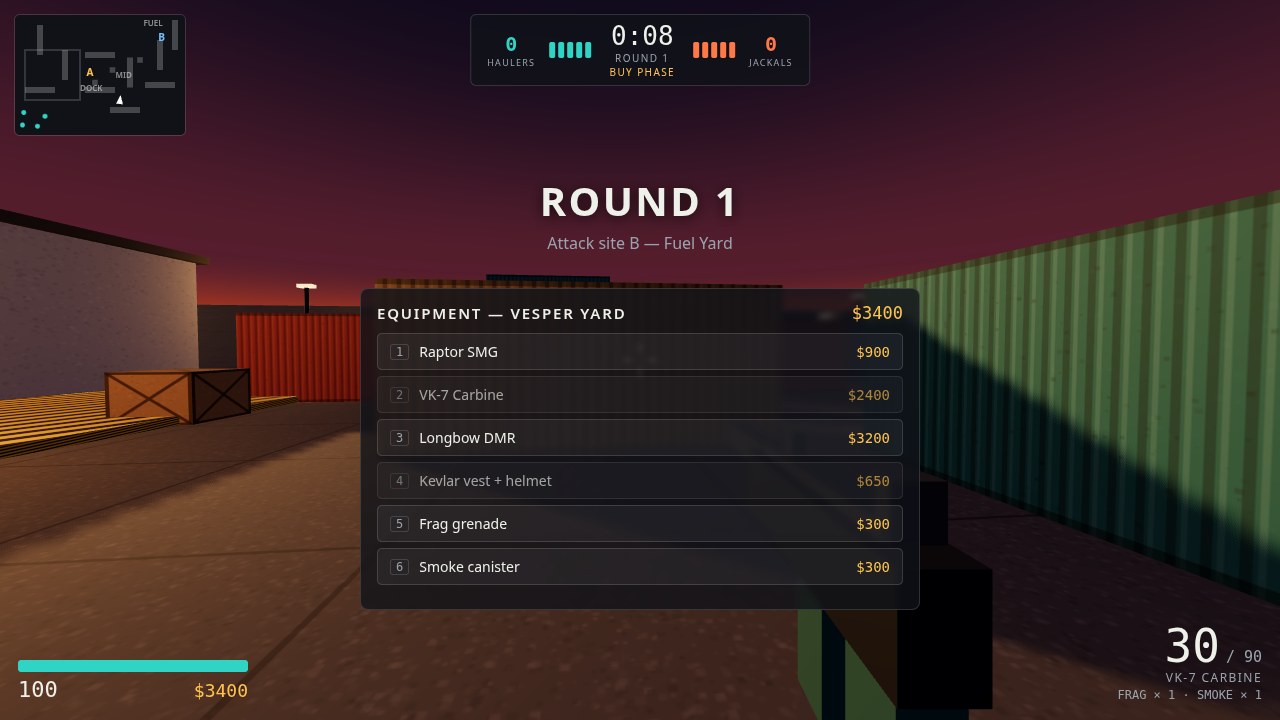 FUEL
B
A
MID
DOCK
0
HAULERS
0:08
ROUND 1
BUY PHASE
0
JACKALS
ROUND 1
Attack site B — Fuel Yard
EQUIPMENT — VESPER YARD $3400
1 Raptor SMG $900
2 VK-7 Carbine $2400
3 Longbow DMR $3200
4 Kevlar vest + helmet $650
5 Frag grenade $300
6 Smoke canister $300
100 $3400
30 / 90
VK-7 CARBINE
FRAG × 1 · SMOKE × 1